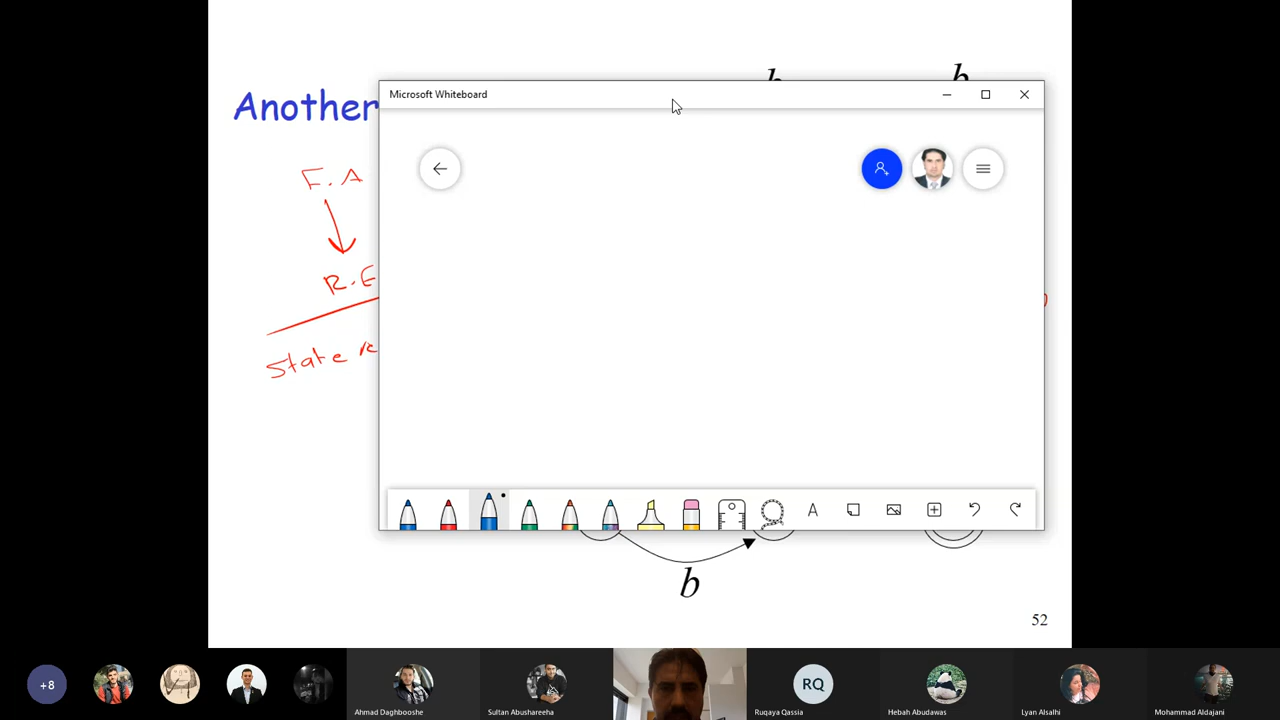 b
Microsoft Whiteboard
Another
F.A
R.E
State
A
b
52
+8
RQ
Ahmad Daghbooshe
Sultan Abushareeha
Ruqaya Qassia
Hebah Abudawas
Lyan Alsalhi
Mohammad Aldajani